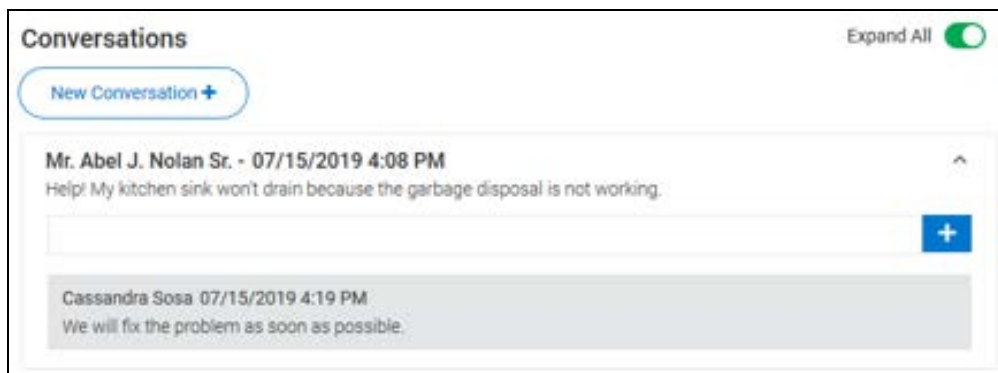 Conversations
Expand All
New Conversation +
Mr. Abel J. Nolan Sr. - 07/15/2019 4:08 PM
Help! My kitchen sink won't drain because the garbage disposal is not working.
+
Cassandra Sosa 07/15/2019 4:19 PM
We will fix the problem as soon as possible.